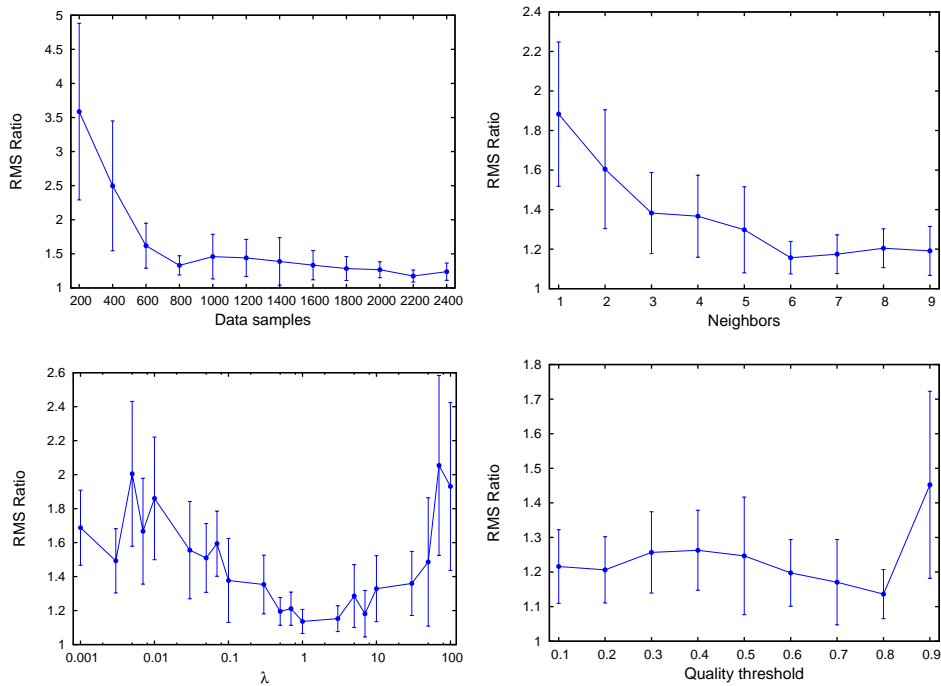 5
4.5
4
3.5
3
2.5
2
1.5
1
RMS Ratio
200 400 600 800 1000 1200 1400 1600 1800 2000 2200 2400
Data samples
2.4
2.2
2
1.8
1.6
1.4
1.2
1
RMS Ratio
1 2 3 4 5 6 7 8 9
Neighbors
2.6
2.4
2.2
2
1.8
1.6
1.4
1.2
1
RMS Ratio
0.001 0.01 0.1 1 10 100
λ
1.8
1.7
1.6
1.5
1.4
1.3
1.2
1.1
1
RMS Ratio
0.1 0.2 0.3 0.4 0.5 0.6 0.7 0.8 0.9
Quality threshold